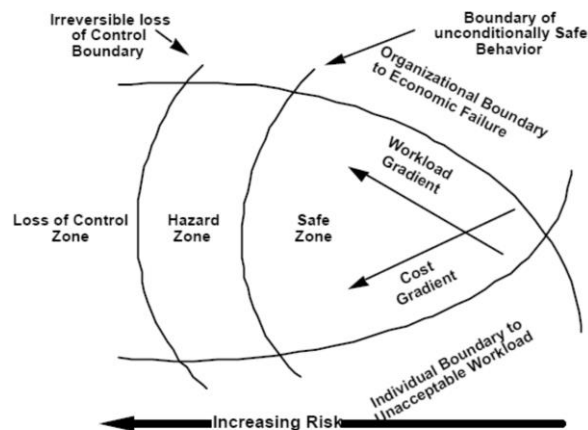 Irreversible loss
of Control
Boundary
Boundary of
unconditionally Safe
Behavior
Organizational Boundary
to Economic Failure
Workload
Gradient
Loss of Control
Zone
Hazard
Zone
Safe
Zone
Cost
Gradient
Individual Boundary to
Unacceptable Workload
Increasing Risk